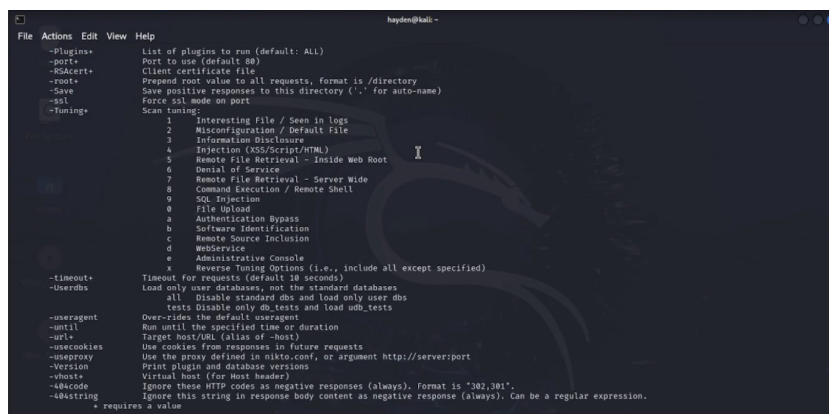 hayden@kali: ~
File Actions Edit View Help
-Plugins+ List of plugins to run (default: ALL)
-port+ Port to use (default 80)
-RSAcert+ Client certificate file
-root+ Prepend root value to all requests, format is /directory
-Save Save positive responses to this directory ('.' for auto-name)
-ssl Force ssl mode on port
-Tuning+ Scan tuning:
1 Interesting File / Seen in logs
2 Misconfiguration / Default File
3 Information Disclosure
4 Injection (XSS/Script/HTML)
5 Remote File Retrieval - Inside Web Root
6 Denial of Service
7 Remote File Retrieval - Server Wide
8 Command Execution / Remote Shell
9 SQL Injection
0 File Upload
a Authentication Bypass
b Software Identification
c Remote Source Inclusion
d WebService
e Administrative Console
x Reverse Tuning Options (i.e., include all except specified)
-timeout+ Timeout for requests (default 10 seconds)
-Userdbs Load only user databases, not the standard databases
all Disable standard dbs and load only user dbs
tests Disable only db_tests and load udb_tests
-useragent Over-rides the default useragent
-until Run until the specified time or duration
-url+ Target host/URL (alias of -host)
-usecookies Use cookies from responses in future requests
-useproxy Use the proxy defined in nikto.conf, or argument http://server:port
-Version Print plugin and database versions
-vhost+ Virtual host (for Host header)
-404code Ignore these HTTP codes as negative responses (always). Format is "302,301".
-404string Ignore this string in response body content as negative response (always). Can be a regular expression.
+ requires a value